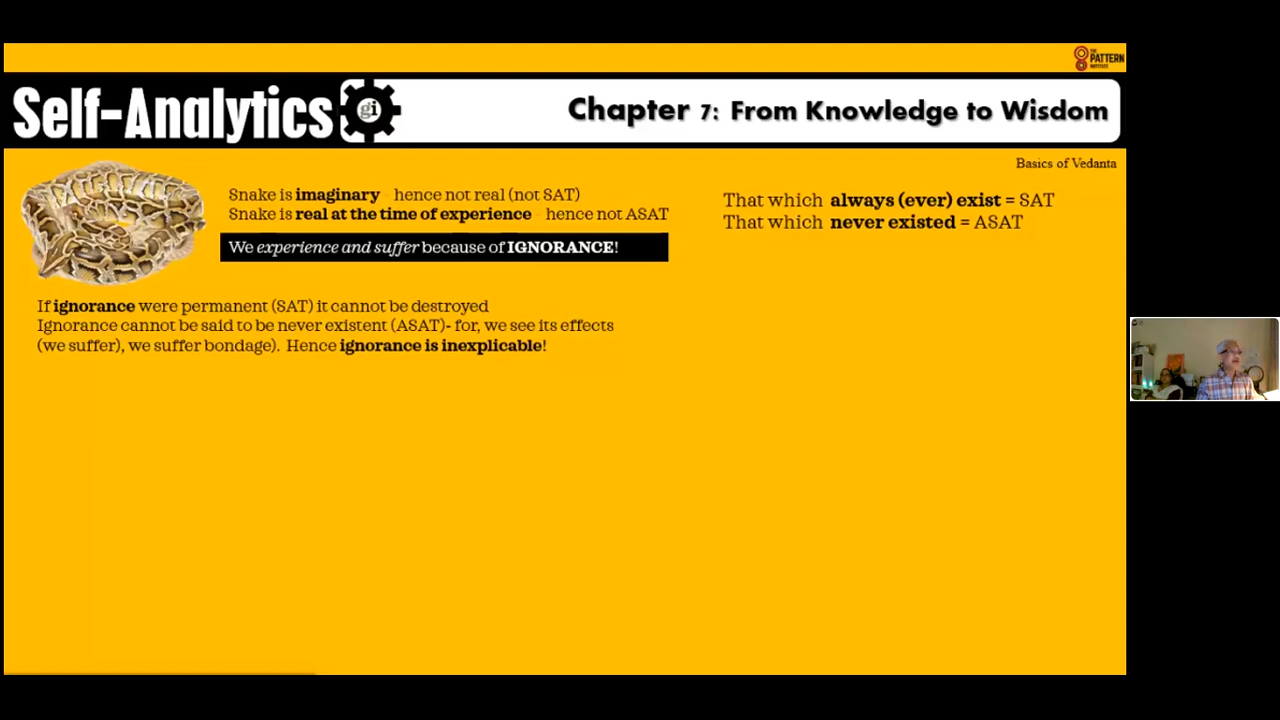 THE
PATTERN
INSTITUTE
Self-Analytics
gi
Chapter 7: From Knowledge to Wisdom
Basics of Vedanta
Snake is imaginary - hence not real (not SAT)
Snake is real at the time of experience - hence not ASAT
We experience and suffer because of IGNORANCE!
That which always (ever) exist = SAT
That which never existed = ASAT
If ignorance were permanent (SAT) it cannot be destroyed
Ignorance cannot be said to be never existent (ASAT)- for, we see its effects
(we suffer), we suffer bondage). Hence ignorance is inexplicable!